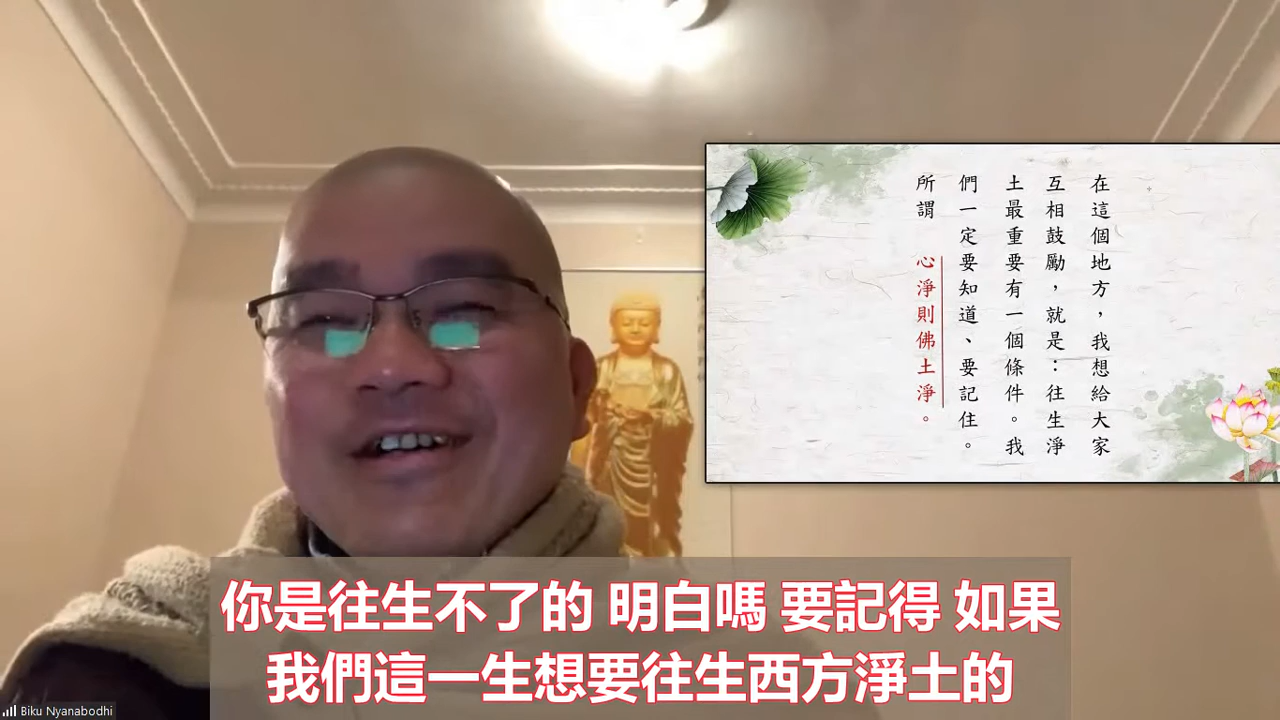 在這個地方，我想給大家
互相鼓勵，就是：往生淨
土最重要有一個條件。我
們一定要知道、要記住。
所謂 心淨則佛土淨。
你是往生不了的 明白嗎 要記得 如果
我們這一生想要往生西方淨土的
Biku Nyanabodhi